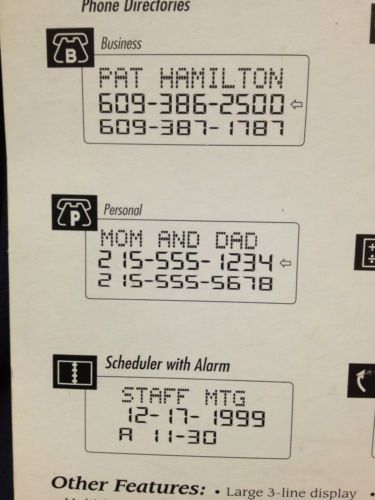 Phone Directories
B
Business
PAT HAMILTON
609-386-2500
609-387-1787
P
Personal
MOM AND DAD
215-555-1234
215-555-5678
Scheduler with Alarm
STAFF MTG
12-17-1999
A 11-30
Other Features: • Large 3-line display •